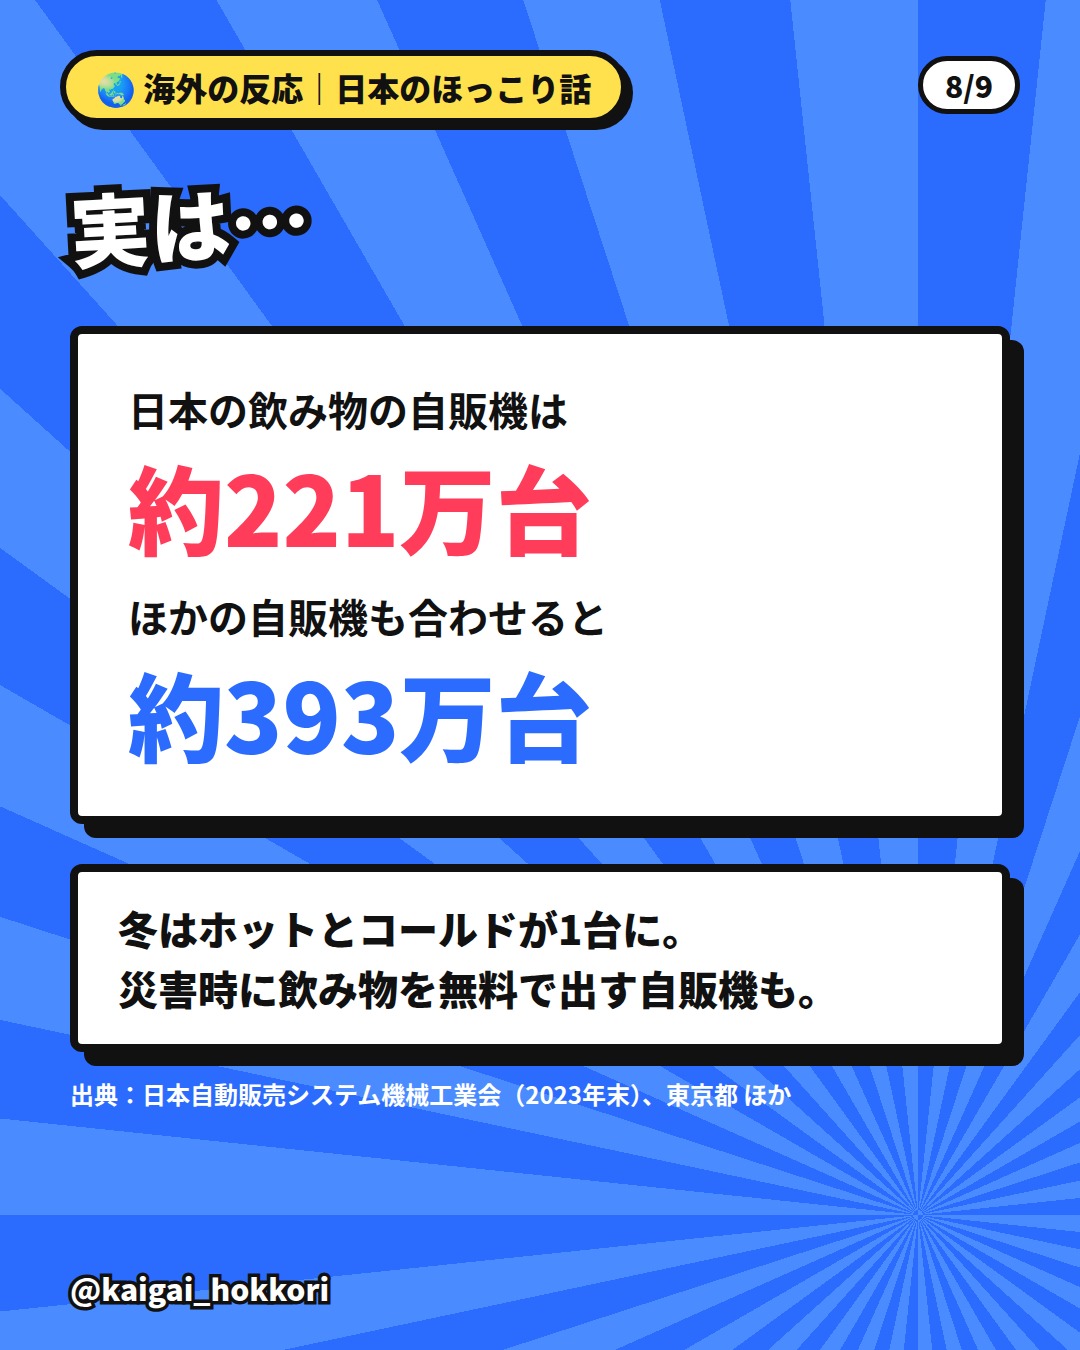 🌏 海外の反応｜日本のほっこり話
8/9
実は…
日本の飲み物の自販機は
約221万台
ほかの自販機も合わせると
約393万台
冬はホットとコールドが1台に。
災害時に飲み物を無料で出す自販機も。
出典：日本自動販売システム機械工業会（2023年末）、東京都 ほか
@kaigai_hokkori